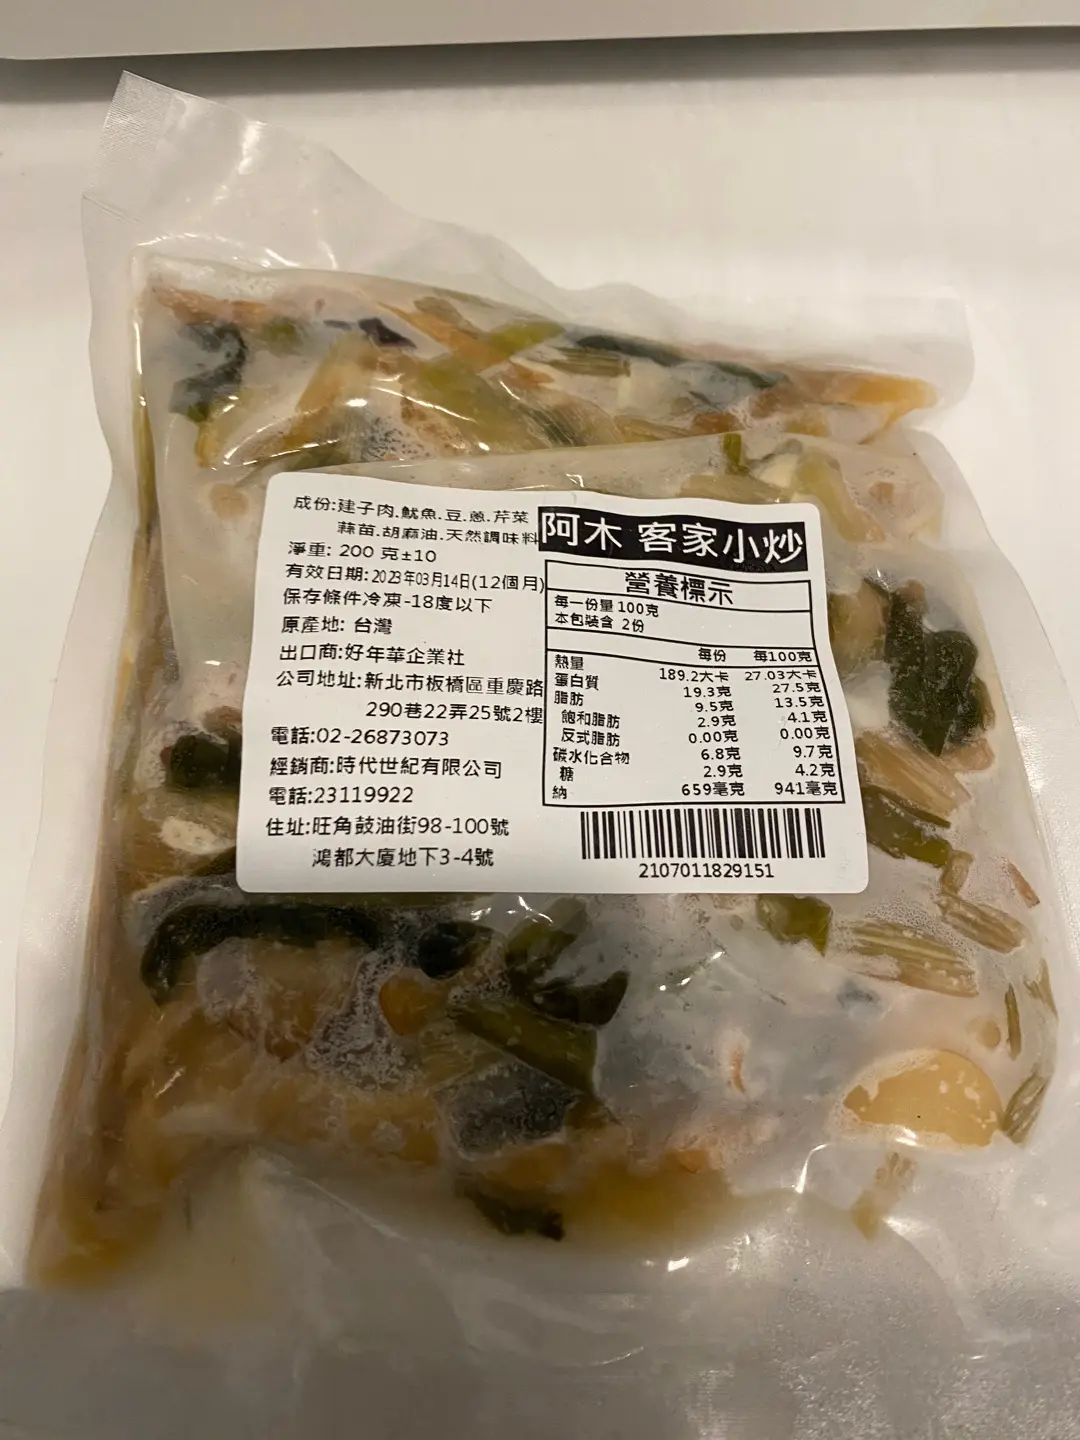 成份:建子肉.魷魚.豆.蔥.芹菜
蒜苗.胡麻油.天然調味料
淨重: 200 克±10
有效日期:2023年03月14日(12個月)
保存條件冷凍-18度以下
原產地: 台灣
出口商:好年華企業社
公司地址:新北市板橋區重慶路
290巷22弄25號2樓
電話:02-26873073
經銷商:時代世紀有限公司
電話:23119922
住址:旺角鼓油街98-100號
鴻都大廈地下3-4號
阿木 客家小炒
營養標示
每一份量 100克
本包裝含 2份
每份 每100克
熱量 189.2大卡 27.03大卡
蛋白質 19.3克 27.5克
脂肪 9.5克 13.5克
飽和脂肪 2.9克 4.1克
反式脂肪 0.00克 0.00克
碳水化合物 6.8克 9.7克
糖 2.9克 4.2克
納 659毫克 941毫克
2107011829151